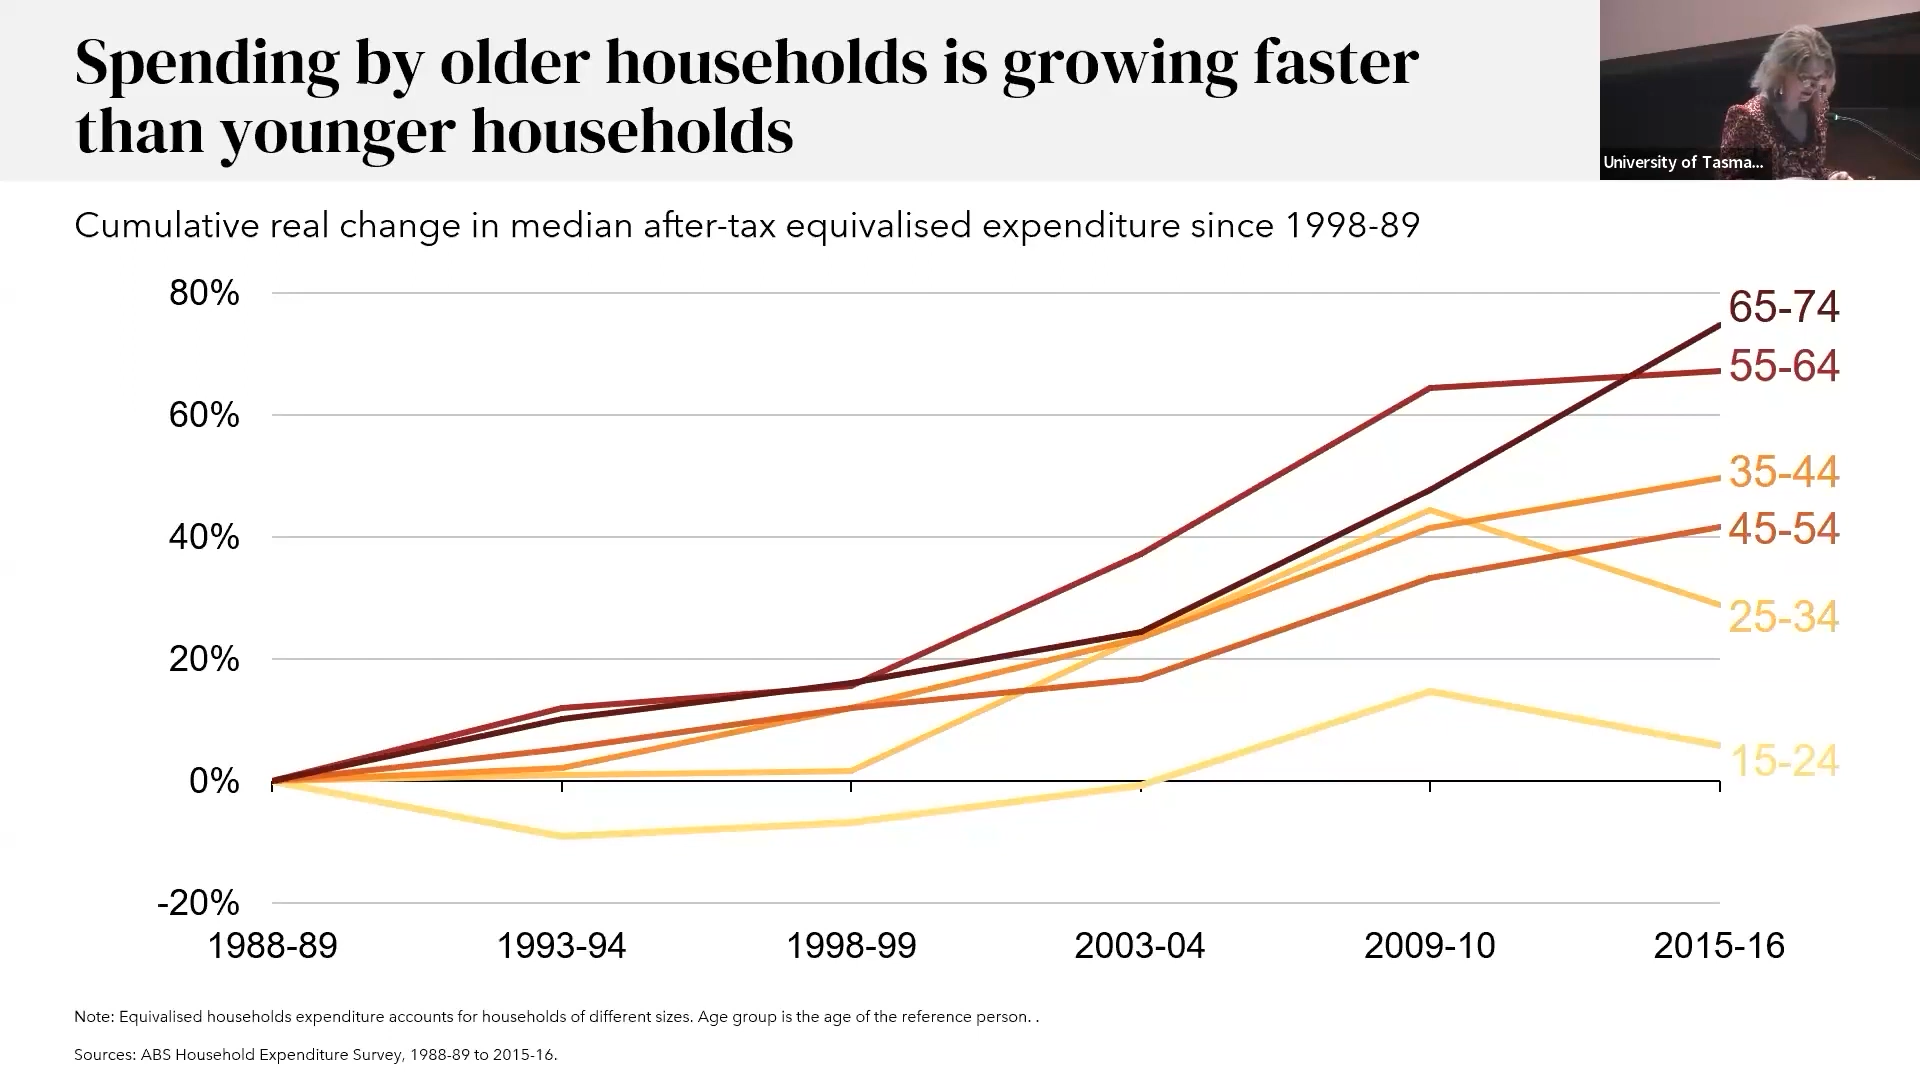 Spending by older households is growing faster
than younger households
University of Tasma...
Cumulative real change in median after-tax equivalised expenditure since 1998-89
80%
65-74
55-64
60%
35-44
40%
45-54
25-34
20%
0%
15-24
-20%
1988-89 1993-94 1998-99 2003-04 2009-10 2015-16
Note: Equivalised households expenditure accounts for households of different sizes. Age group is the age of the reference person. .
Sources: ABS Household Expenditure Survey, 1988-89 to 2015-16.